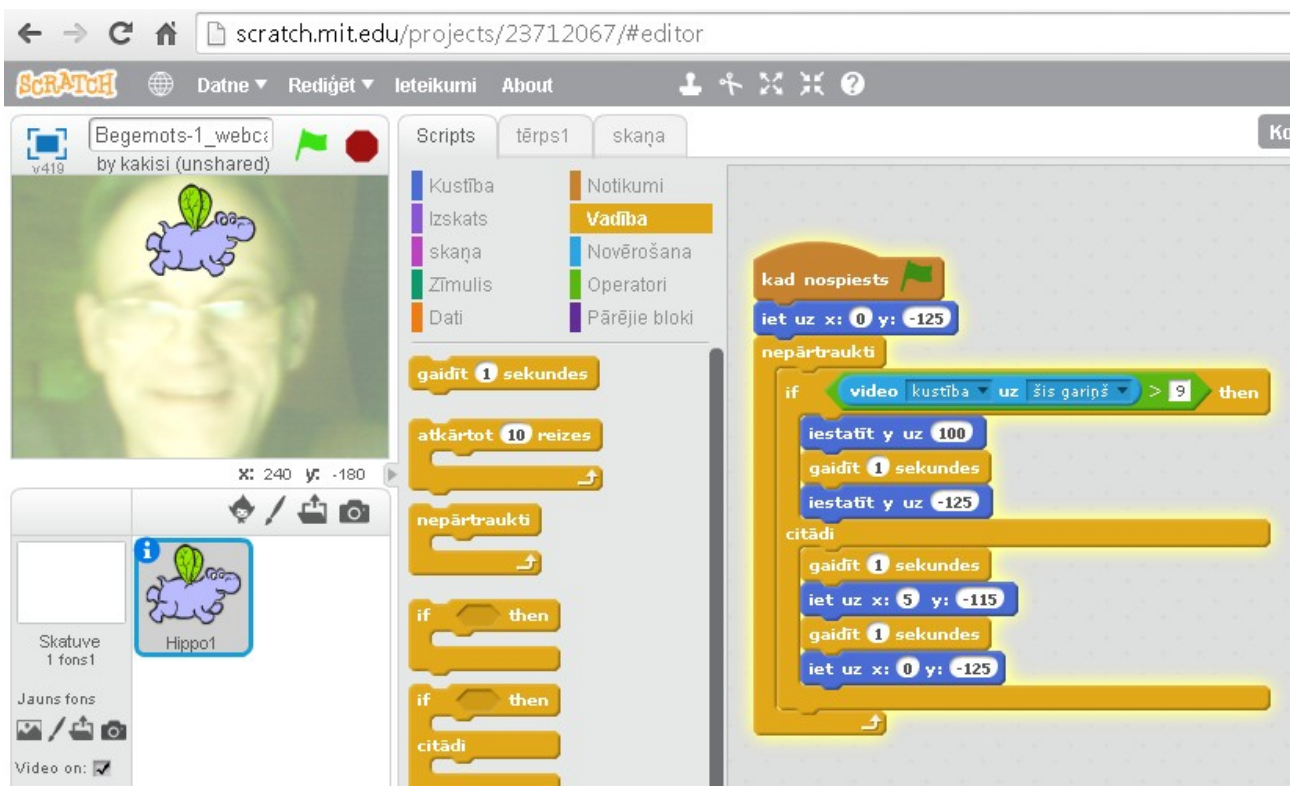 scratch.mit.edu/projects/23712067/#editor
SCRATCH Datne Rediģēt Ieteikumi About
v419
Begemots-1_webca
by kakisi (unshared)
X: 240 y: -180
Skatuve
1 fons1
Hippo1
Jauns fons
Video on:
Scripts tērps1 skaņa
Kustība Notikumi
Izskats Vadība
skaņa Novērošana
Zīmulis Operatori
Dati Pārējie bloki
gaidīt 1 sekundes
atkārtot 10 reizes
nepārtraukti
if then
if then
citādi
kad nospiests
iet uz x: 0 y: -125
nepārtraukti
if video kustība uz šis gariņš > 9 then
iestatīt y uz 100
gaidīt 1 sekundes
iestatīt y uz -125
citādi
gaidīt 1 sekundes
iet uz x: 5 y: -115
gaidīt 1 sekundes
iet uz x: 0 y: -125